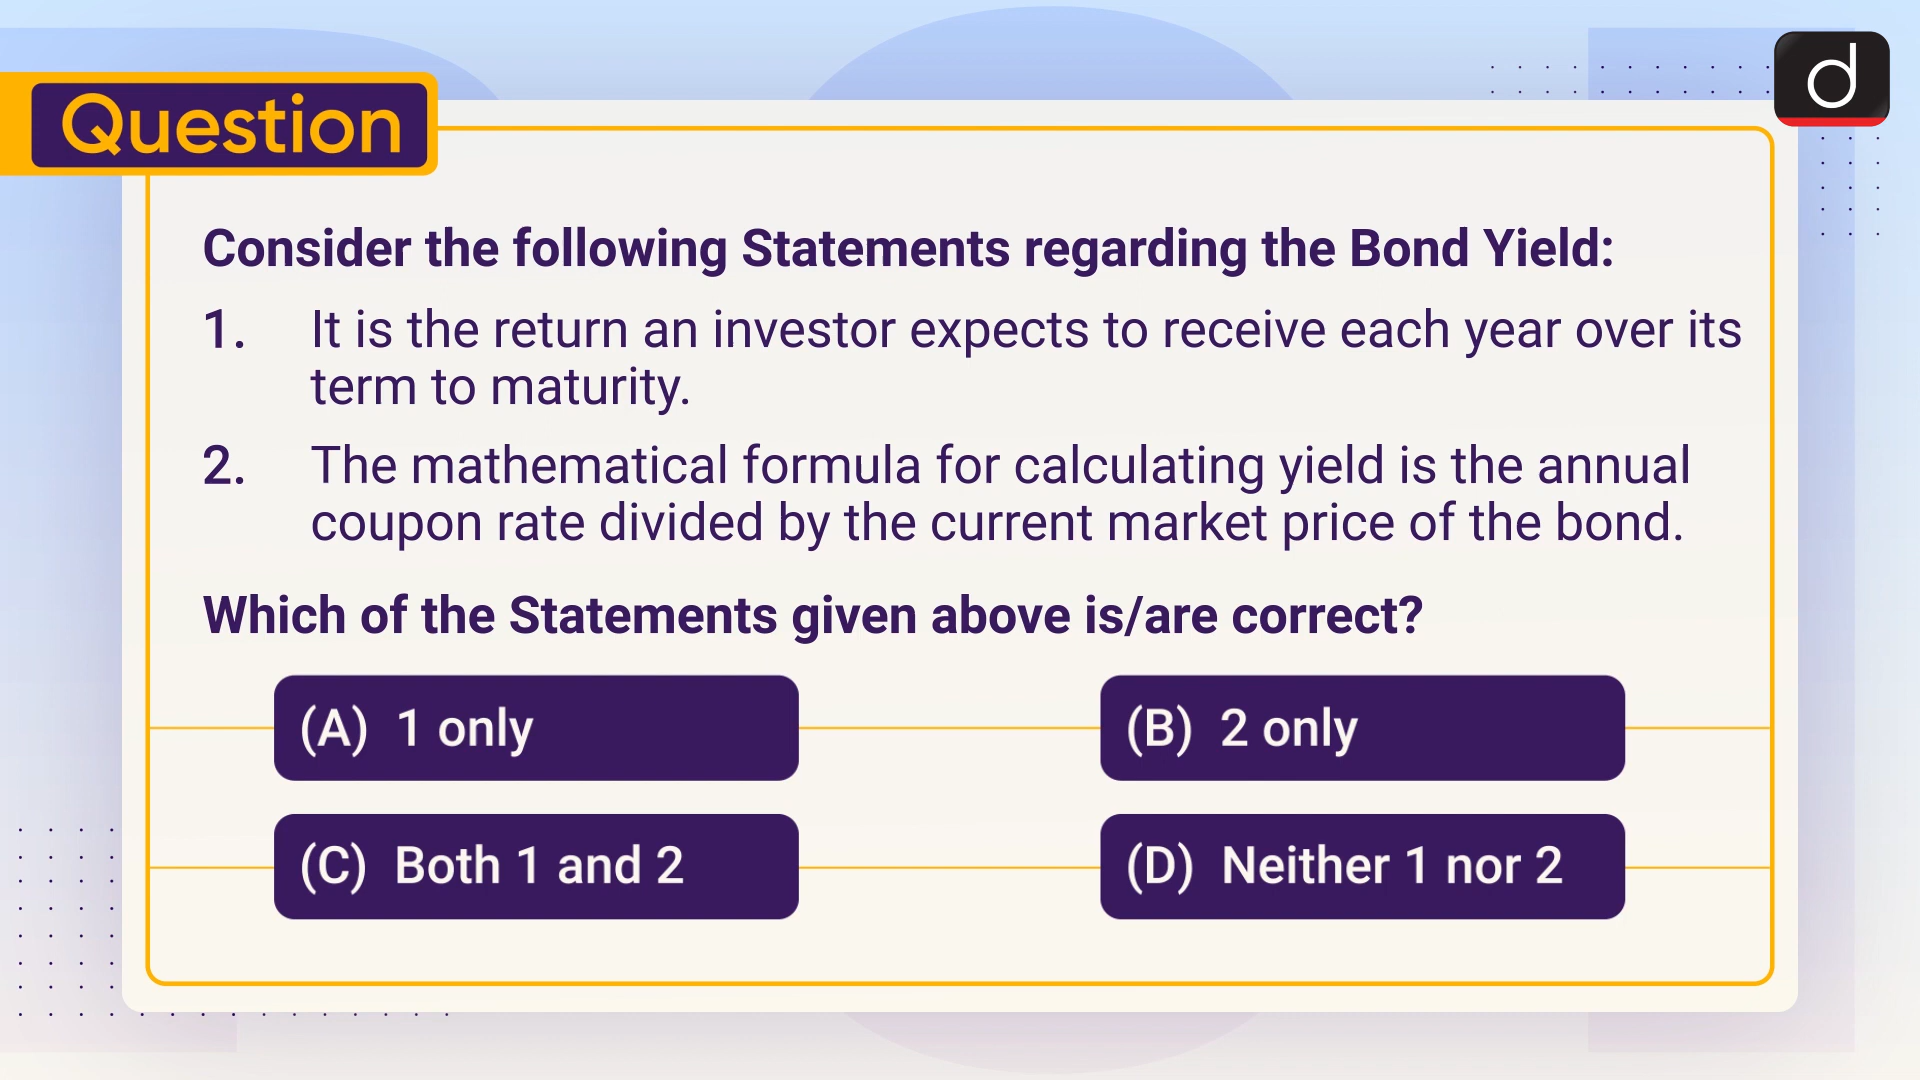 d
Question
Consider the following Statements regarding the Bond Yield:
1. It is the return an investor expects to receive each year over its
term to maturity.
2. The mathematical formula for calculating yield is the annual
coupon rate divided by the current market price of the bond.
Which of the Statements given above is/are correct?
(A) 1 only
(B) 2 only
(C) Both 1 and 2
(D) Neither 1 nor 2